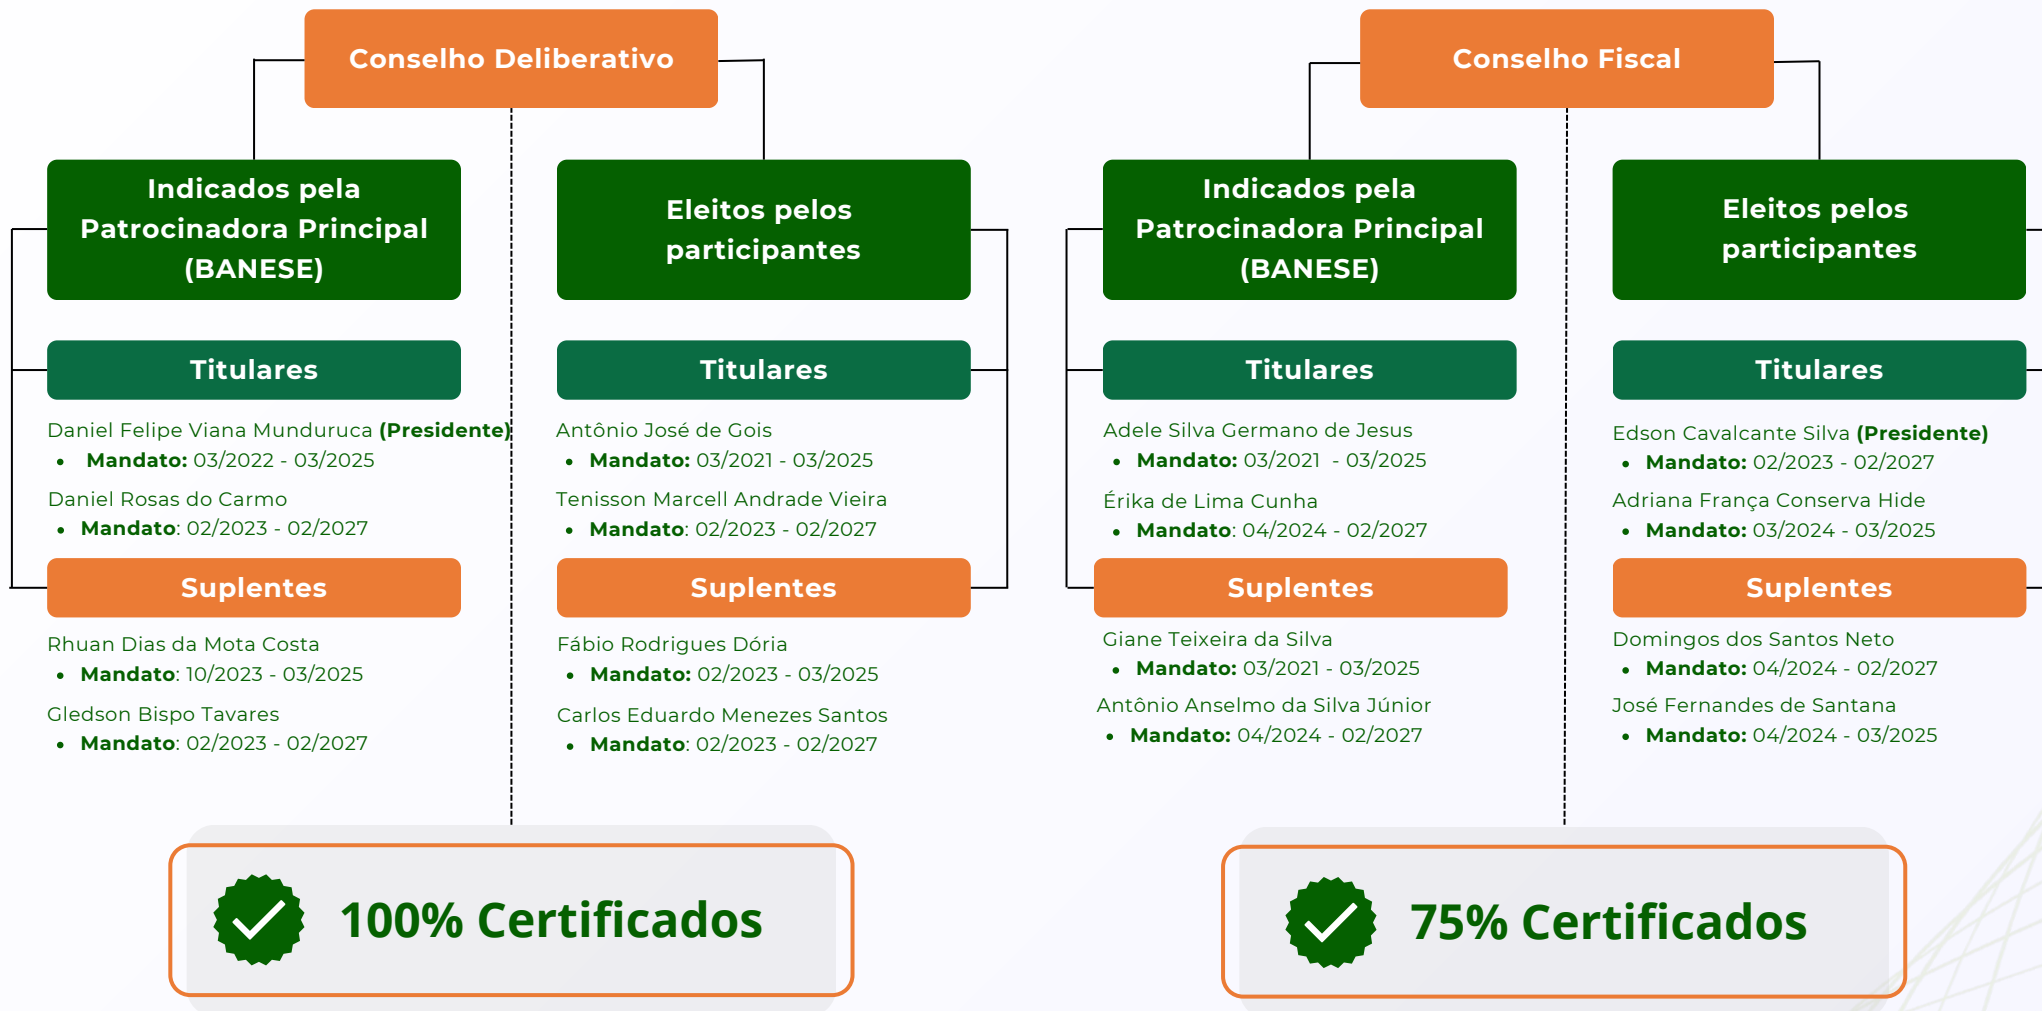 Conselho Deliberativo
Indicados pela
Patrocinadora Principal
(BANESE)
Titulares
Daniel Felipe Viana Munduruca (Presidente)
• Mandato: 03/2022 - 03/2025
Daniel Rosas do Carmo
• Mandato: 02/2023 - 02/2027
Suplentes
Rhuan Dias da Mota Costa
• Mandato: 10/2023 - 03/2025
Gledson Bispo Tavares
• Mandato: 02/2023 - 02/2027
Eleitos pelos
participantes
Titulares
Antônio José de Gois
• Mandato: 03/2021 - 03/2025
Tenisson Marcell Andrade Vieira
• Mandato: 02/2023 - 02/2027
Suplentes
Fábio Rodrigues Dória
• Mandato: 02/2023 - 03/2025
Carlos Eduardo Menezes Santos
• Mandato: 02/2023 - 02/2027
100% Certificados
Conselho Fiscal
Indicados pela
Patrocinadora Principal
(BANESE)
Titulares
Adele Silva Germano de Jesus
• Mandato: 03/2021 - 03/2025
Érika de Lima Cunha
• Mandato: 04/2024 - 02/2027
Suplentes
Giane Teixeira da Silva
• Mandato: 03/2021 - 03/2025
Antônio Anselmo da Silva Júnior
• Mandato: 04/2024 - 02/2027
Eleitos pelos
participantes
Titulares
Edson Cavalcante Silva (Presidente)
• Mandato: 02/2023 - 02/2027
Adriana França Conserva Hide
• Mandato: 03/2024 - 03/2025
Suplentes
Domingos dos Santos Neto
• Mandato: 04/2024 - 02/2027
José Fernandes de Santana
• Mandato: 04/2024 - 03/2025
75% Certificados